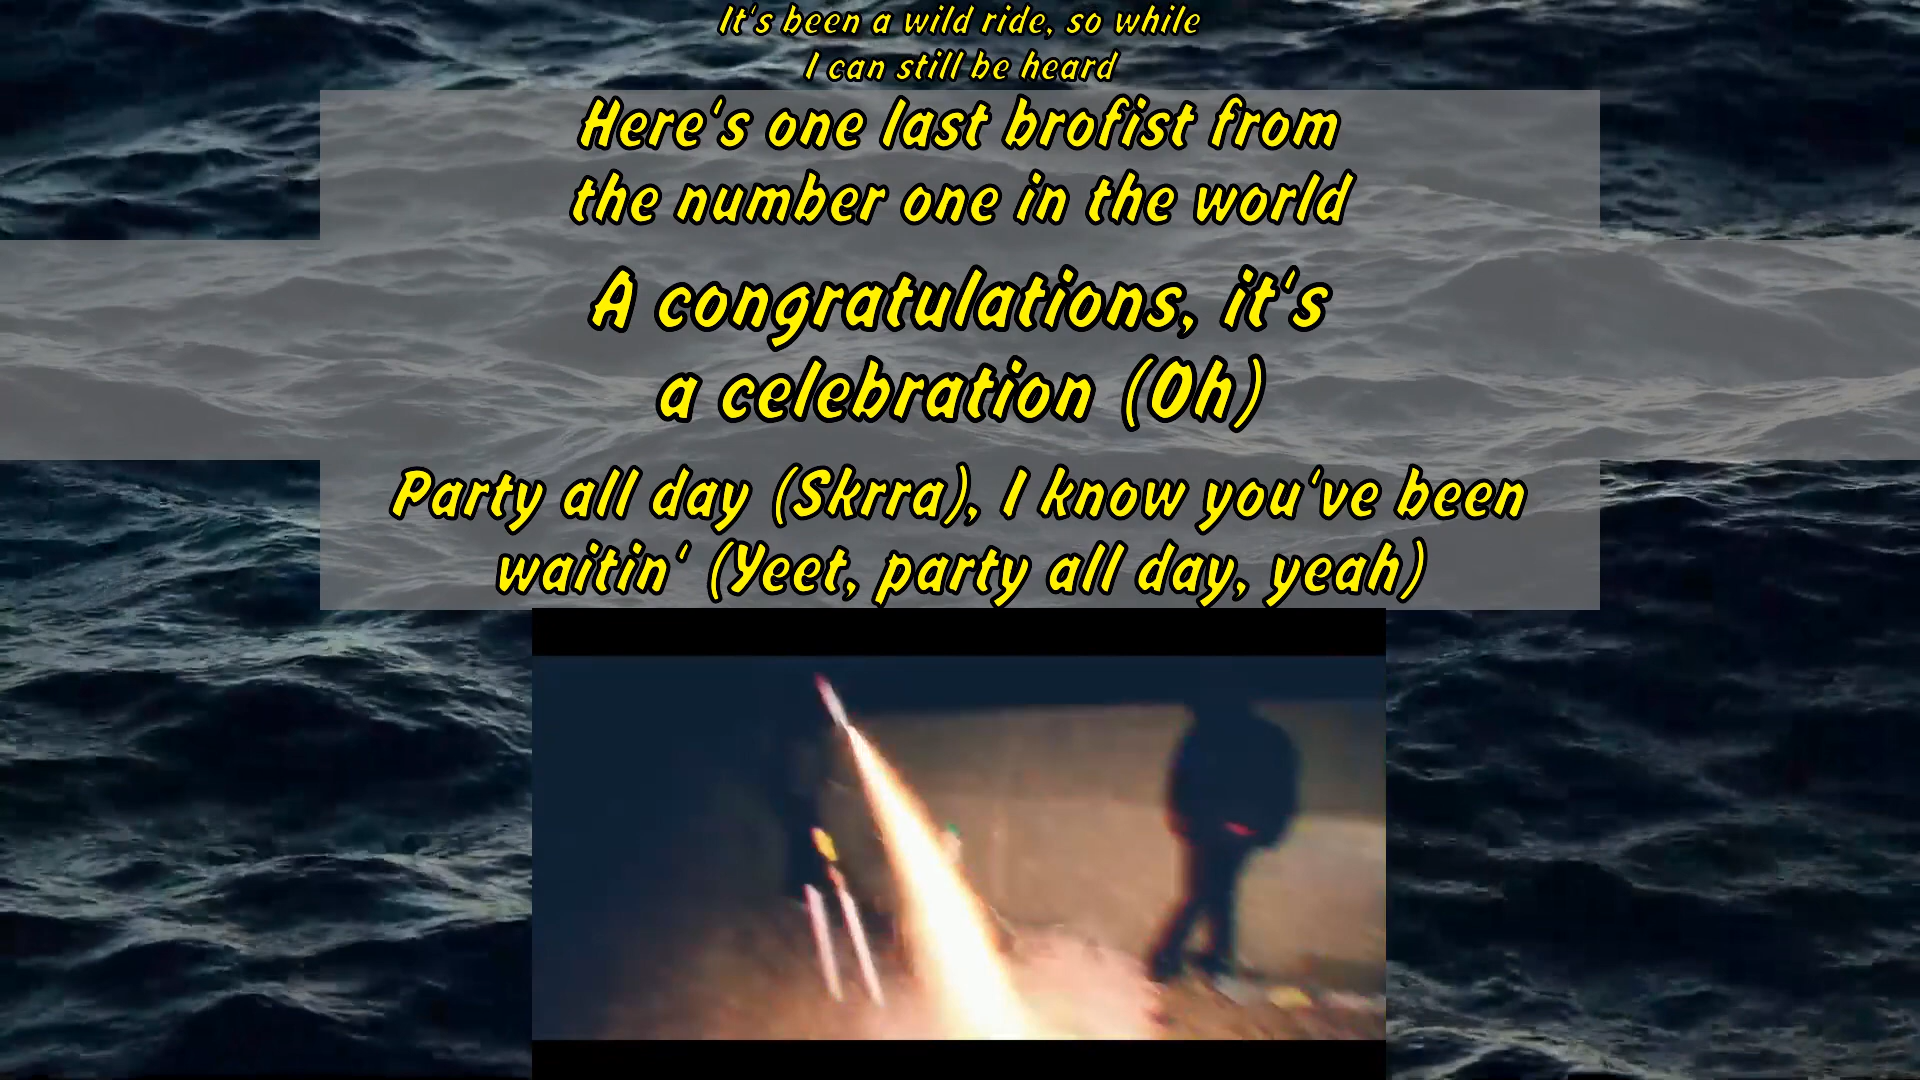 It's been a wild ride, so while
I can still be heard
Here's one last brofist from
the number one in the world
A congratulations, it's
a celebration (Oh)
Party all day (Skrra), I know you've been
waitin' (Yeet, party all day, yeah)